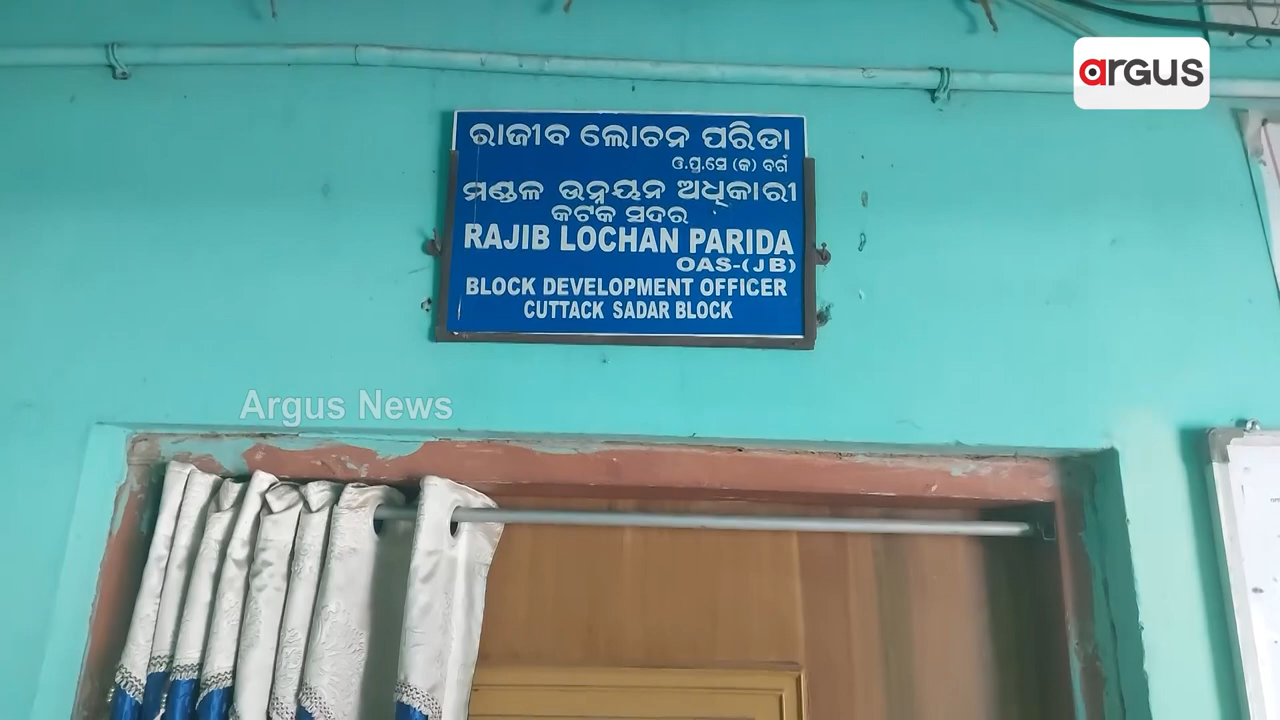 argus
ରାଜୀବ ଲୋଚନ ପରିଡା
ଓ.ପ୍ର.ସେ (କ) ବର୍ଗ
ମଣ୍ଡଳ ଉନ୍ନୟନ ଅଧିକାରୀ
କଟକ ସଦର
RAJIB LOCHAN PARIDA
OAS-(JB)
BLOCK DEVELOPMENT OFFICER
CUTTACK SADAR BLOCK
Argus News